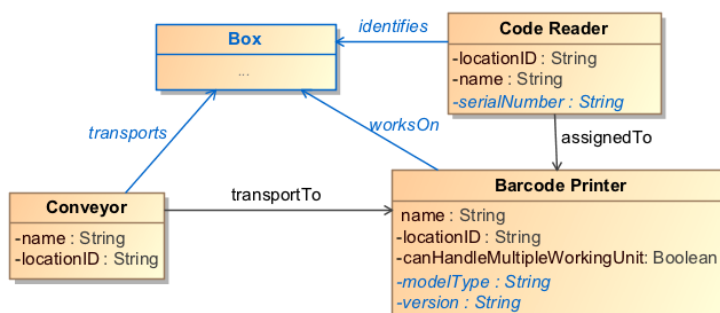 Box
...
identifies
Code Reader
-locationID : String
-name : String
-serialNumber : String
transports
worksOn
assignedTo
Conveyor
-name : String
-locationID : String
transportTo
Barcode Printer
name : String
-locationID : String
-canHandleMultipleWorkingUnit: Boolean
-modelType : String
-version : String